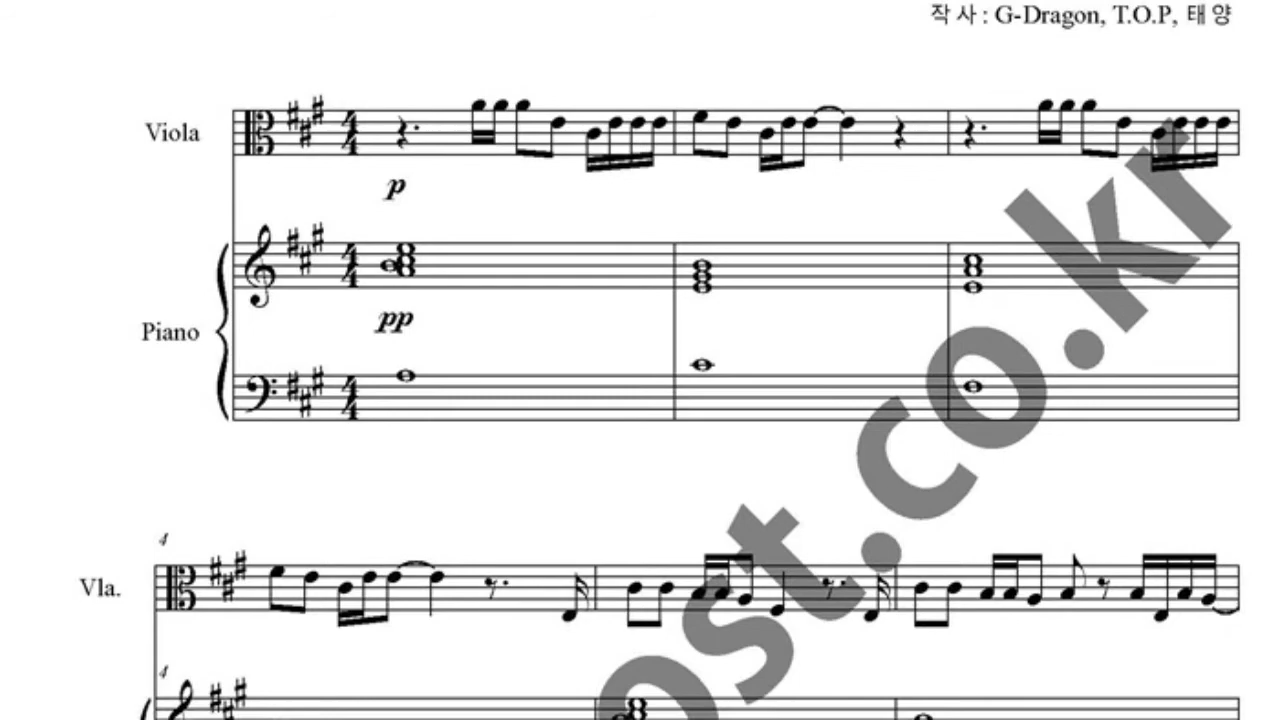 작사 : G-Dragon, T.O.P, 태양
Viola
p
pp
Piano
4
Vla.
4
ost.co.kr